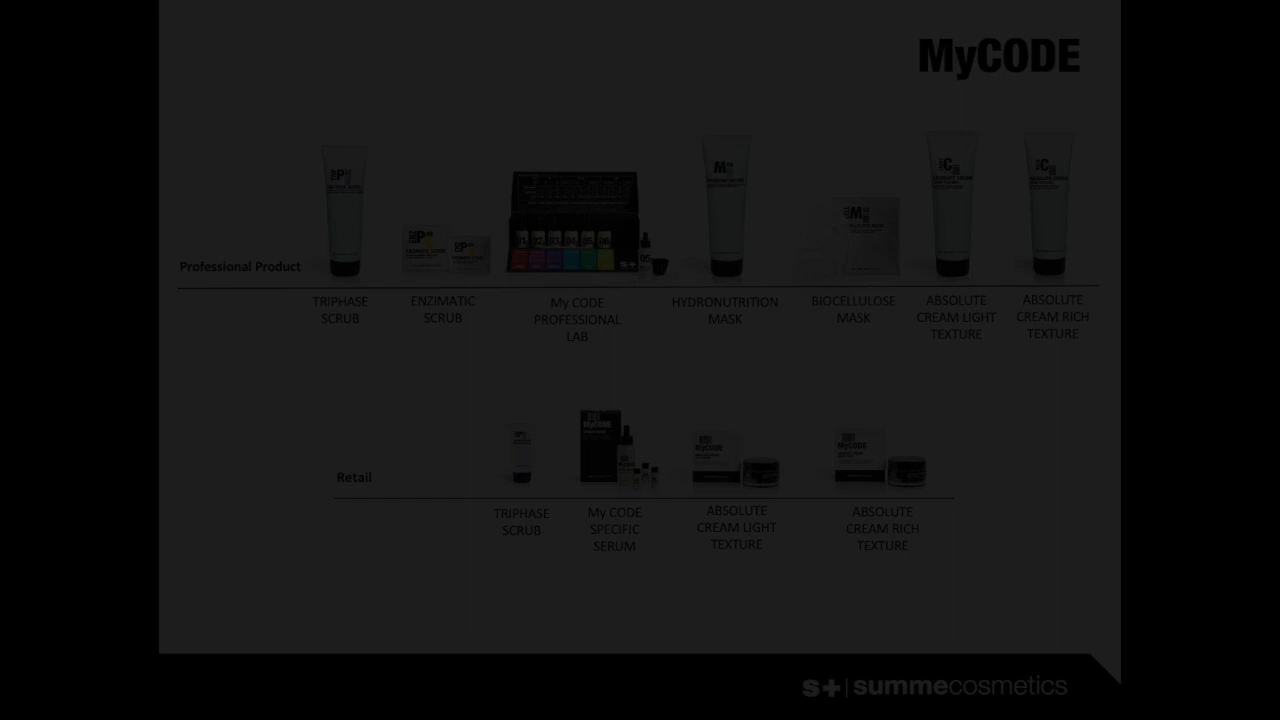 MyCODE
Professional Product
TRIPHASE
SCRUB
ENZIMATIC
SCRUB
My CODE
PROFESSIONAL
LAB
HYDRONUTRITION
MASK
BIOCELLULOSE
MASK
ABSOLUTE
CREAM LIGHT
TEXTURE
ABSOLUTE
CREAM RICH
TEXTURE
Retail
TRIPHASE
SCRUB
My CODE
SPECIFIC
SERUM
ABSOLUTE
CREAM LIGHT
TEXTURE
ABSOLUTE
CREAM RICH
TEXTURE
s+ | summecosmetics